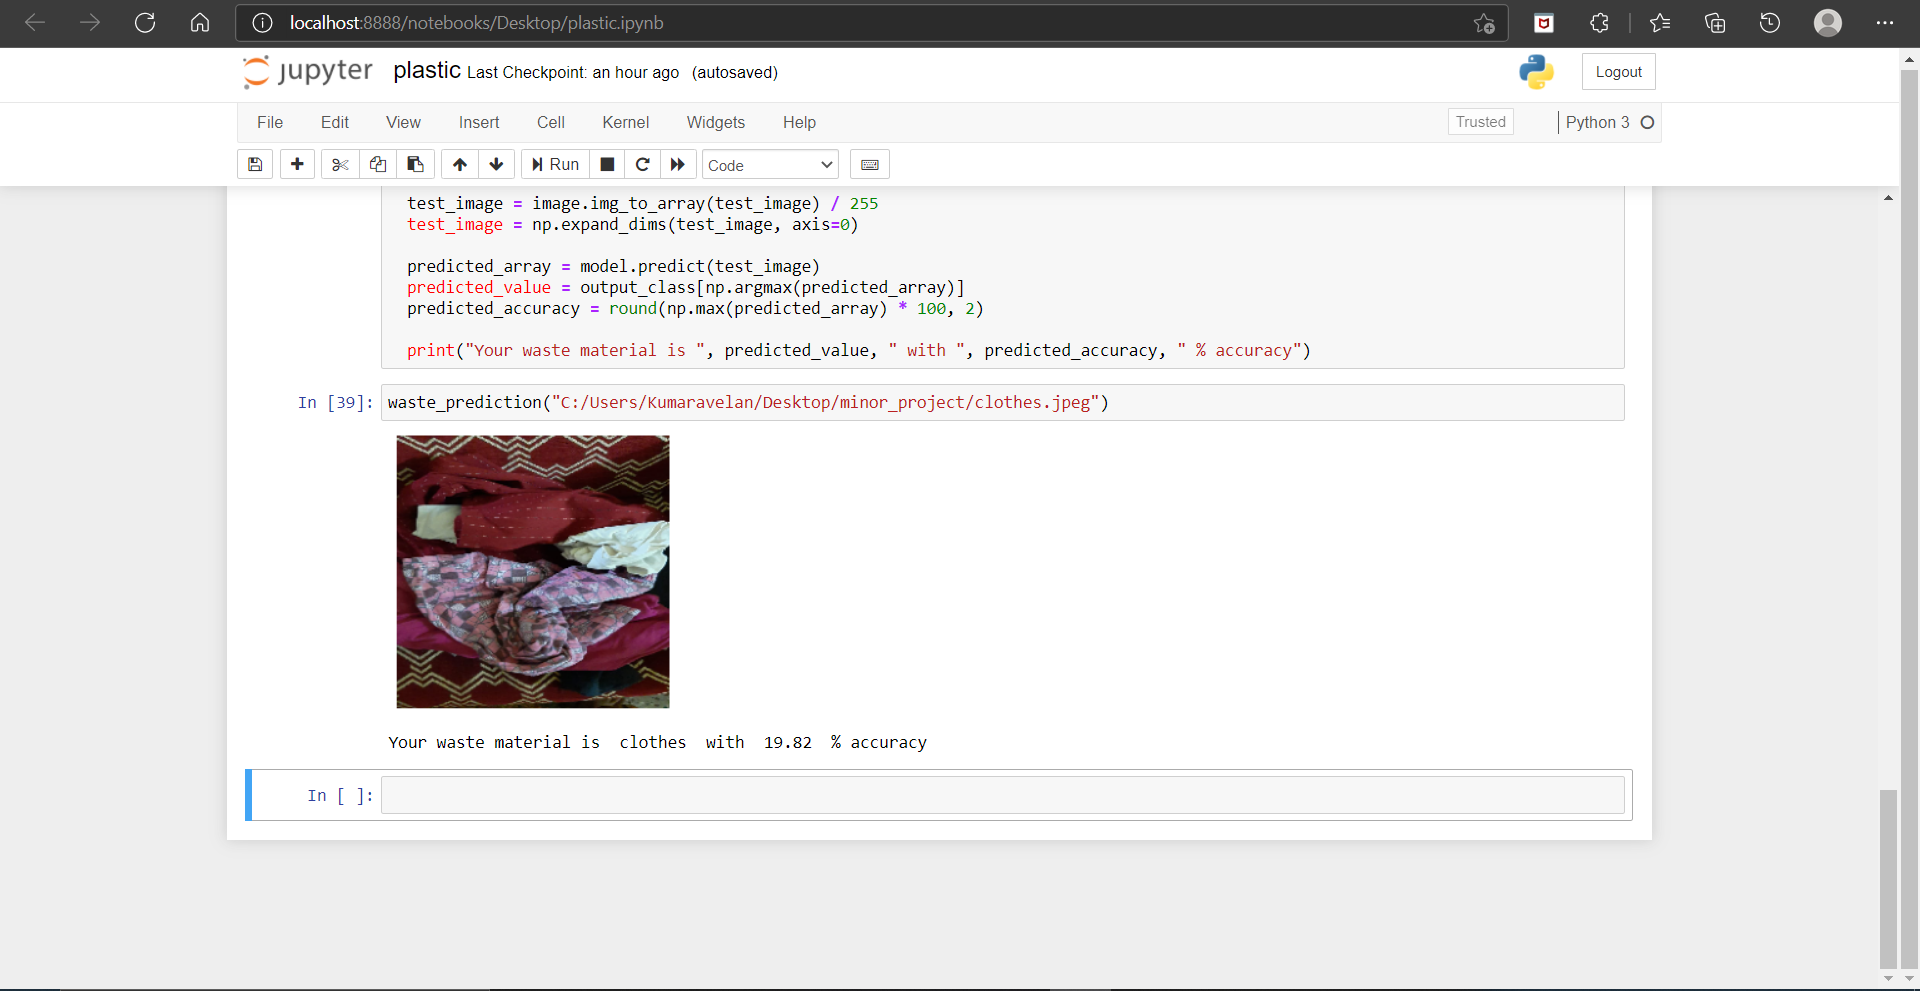 localhost:8888/notebooks/Desktop/plastic.ipynb
jupyter plastic Last Checkpoint: an hour ago (autosaved) Logout
File Edit View Insert Cell Kernel Widgets Help Trusted Python 3
Run Code
test_image = image.img_to_array(test_image) / 255
test_image = np.expand_dims(test_image, axis=0)
predicted_array = model.predict(test_image)
predicted_value = output_class[np.argmax(predicted_array)]
predicted_accuracy = round(np.max(predicted_array) * 100, 2)
print("Your waste material is ", predicted_value, " with ", predicted_accuracy, " % accuracy")
In [39]: waste_prediction("C:/Users/Kumaravelan/Desktop/minor_project/clothes.jpeg")
Your waste material is  clothes  with  19.82  % accuracy
In [ ]: